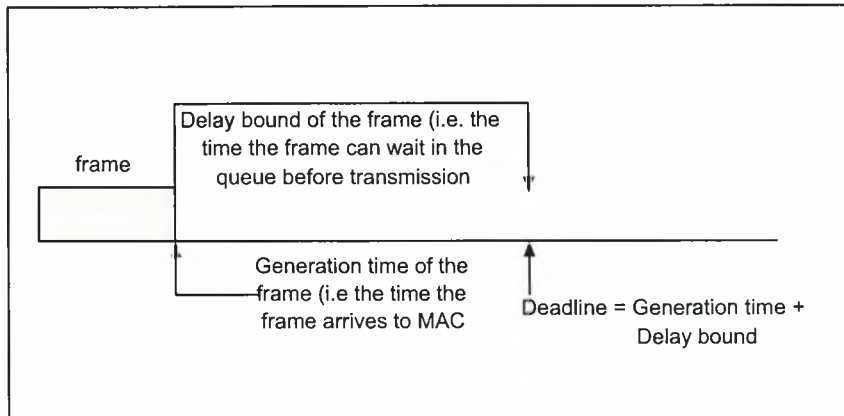 Delay bound of the frame (i.e. the
time the frame can wait in the
queue before transmission
frame
Generation time of the
frame (i.e the time the
frame arrives to MAC
Deadline = Generation time +
Delay bound